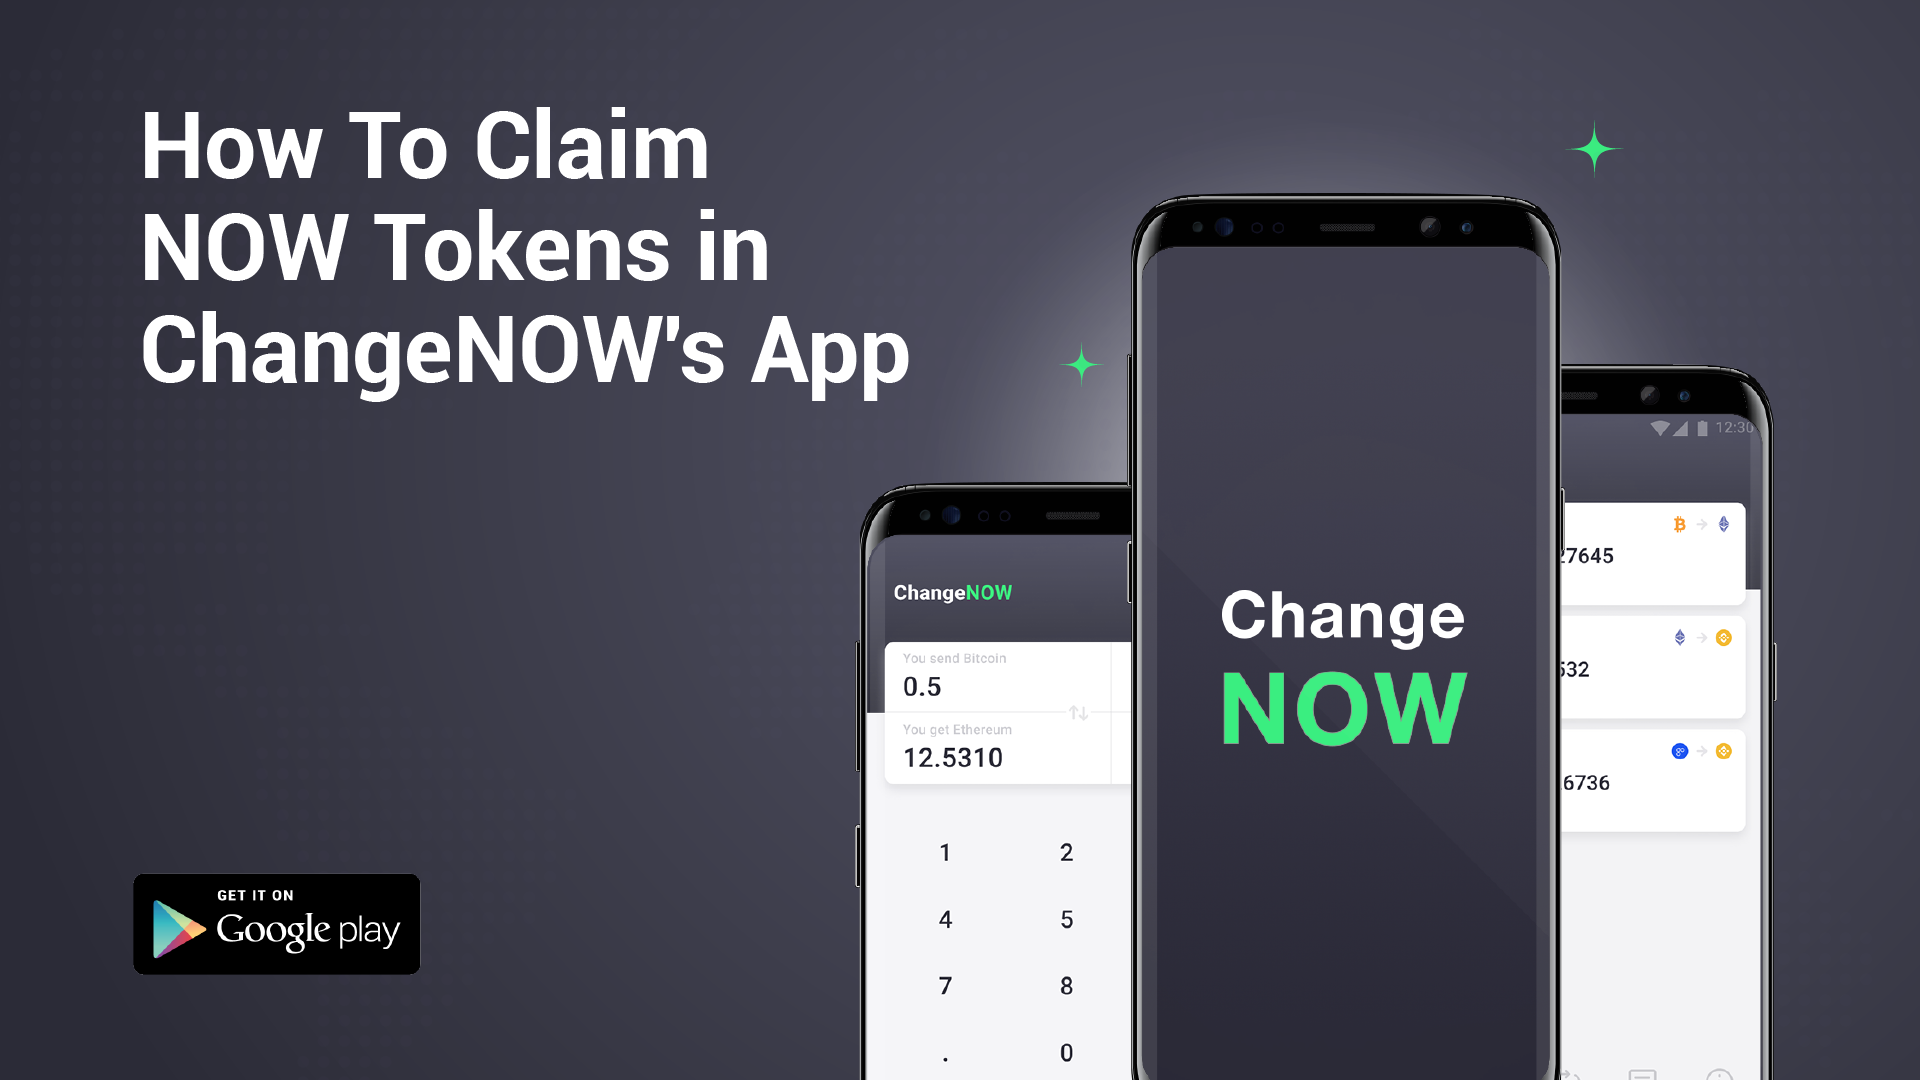 How To Claim
NOW Tokens in
ChangeNOW's App
GET IT ON
Google play
ChangeNOW
You send Bitcoin
0.5
You get Ethereum
12.5310
1 2
4 5
7 8
. 0
Change
NOW
12:30
27645
532
6736